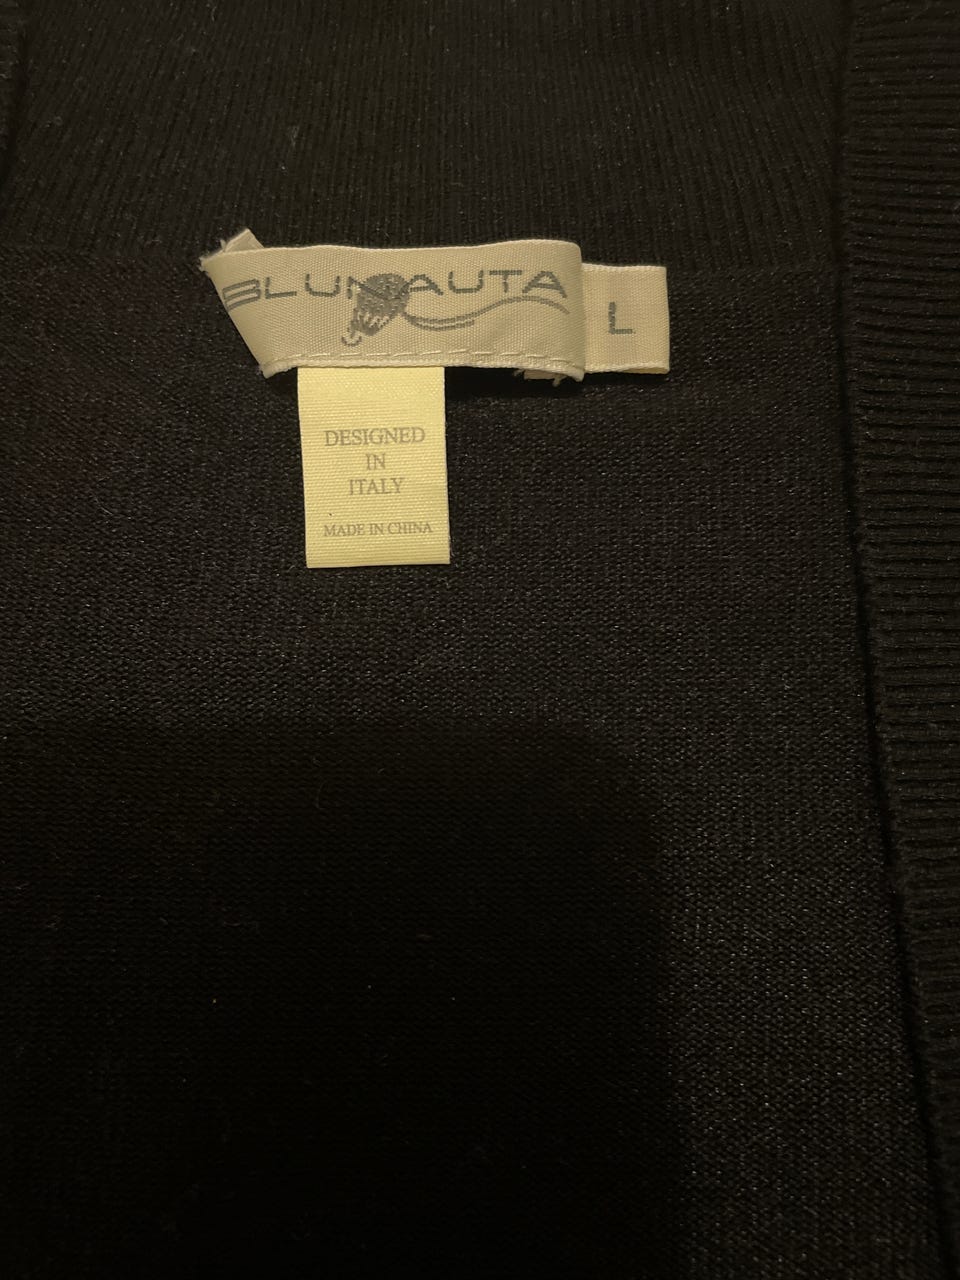 BLUNAUTA
L
DESIGNED
IN
ITALY
MADE IN CHINA